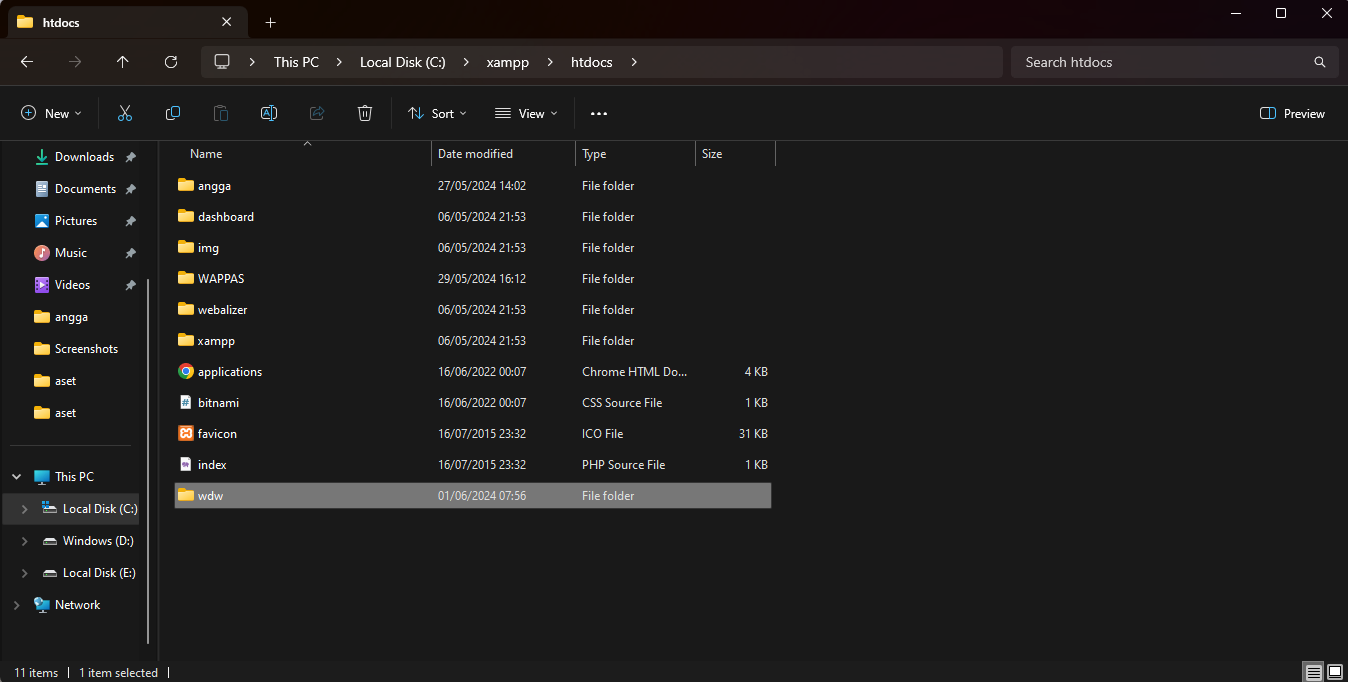 htdocs
This PC
Local Disk (C:)
xampp
htdocs
Search htdocs
New
Sort
View
Preview
Downloads
Documents
Pictures
Music
Videos
angga
Screenshots
aset
aset
This PC
Local Disk (C:)
Windows (D:)
Local Disk (E:)
Network
Name Date modified Type Size
angga 27/05/2024 14:02 File folder
dashboard 06/05/2024 21:53 File folder
img 06/05/2024 21:53 File folder
WAPPAS 29/05/2024 16:12 File folder
webalizer 06/05/2024 21:53 File folder
xampp 06/05/2024 21:53 File folder
applications 16/06/2022 00:07 Chrome HTML Do... 4 KB
bitnami 16/06/2022 00:07 CSS Source File 1 KB
favicon 16/07/2015 23:32 ICO File 31 KB
index 16/07/2015 23:32 PHP Source File 1 KB
wdw 01/06/2024 07:56 File folder
11 items 1 item selected